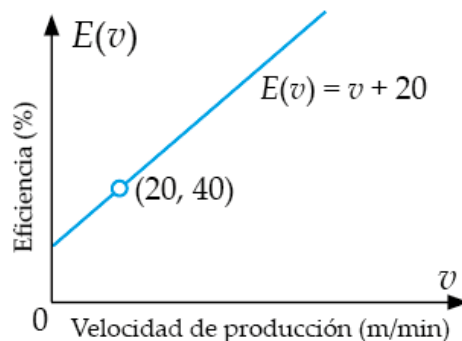 E(v)
E(v) = v + 20
Eficiencia (%)
(20, 40)
v
0
Velocidad de producción (m/min)